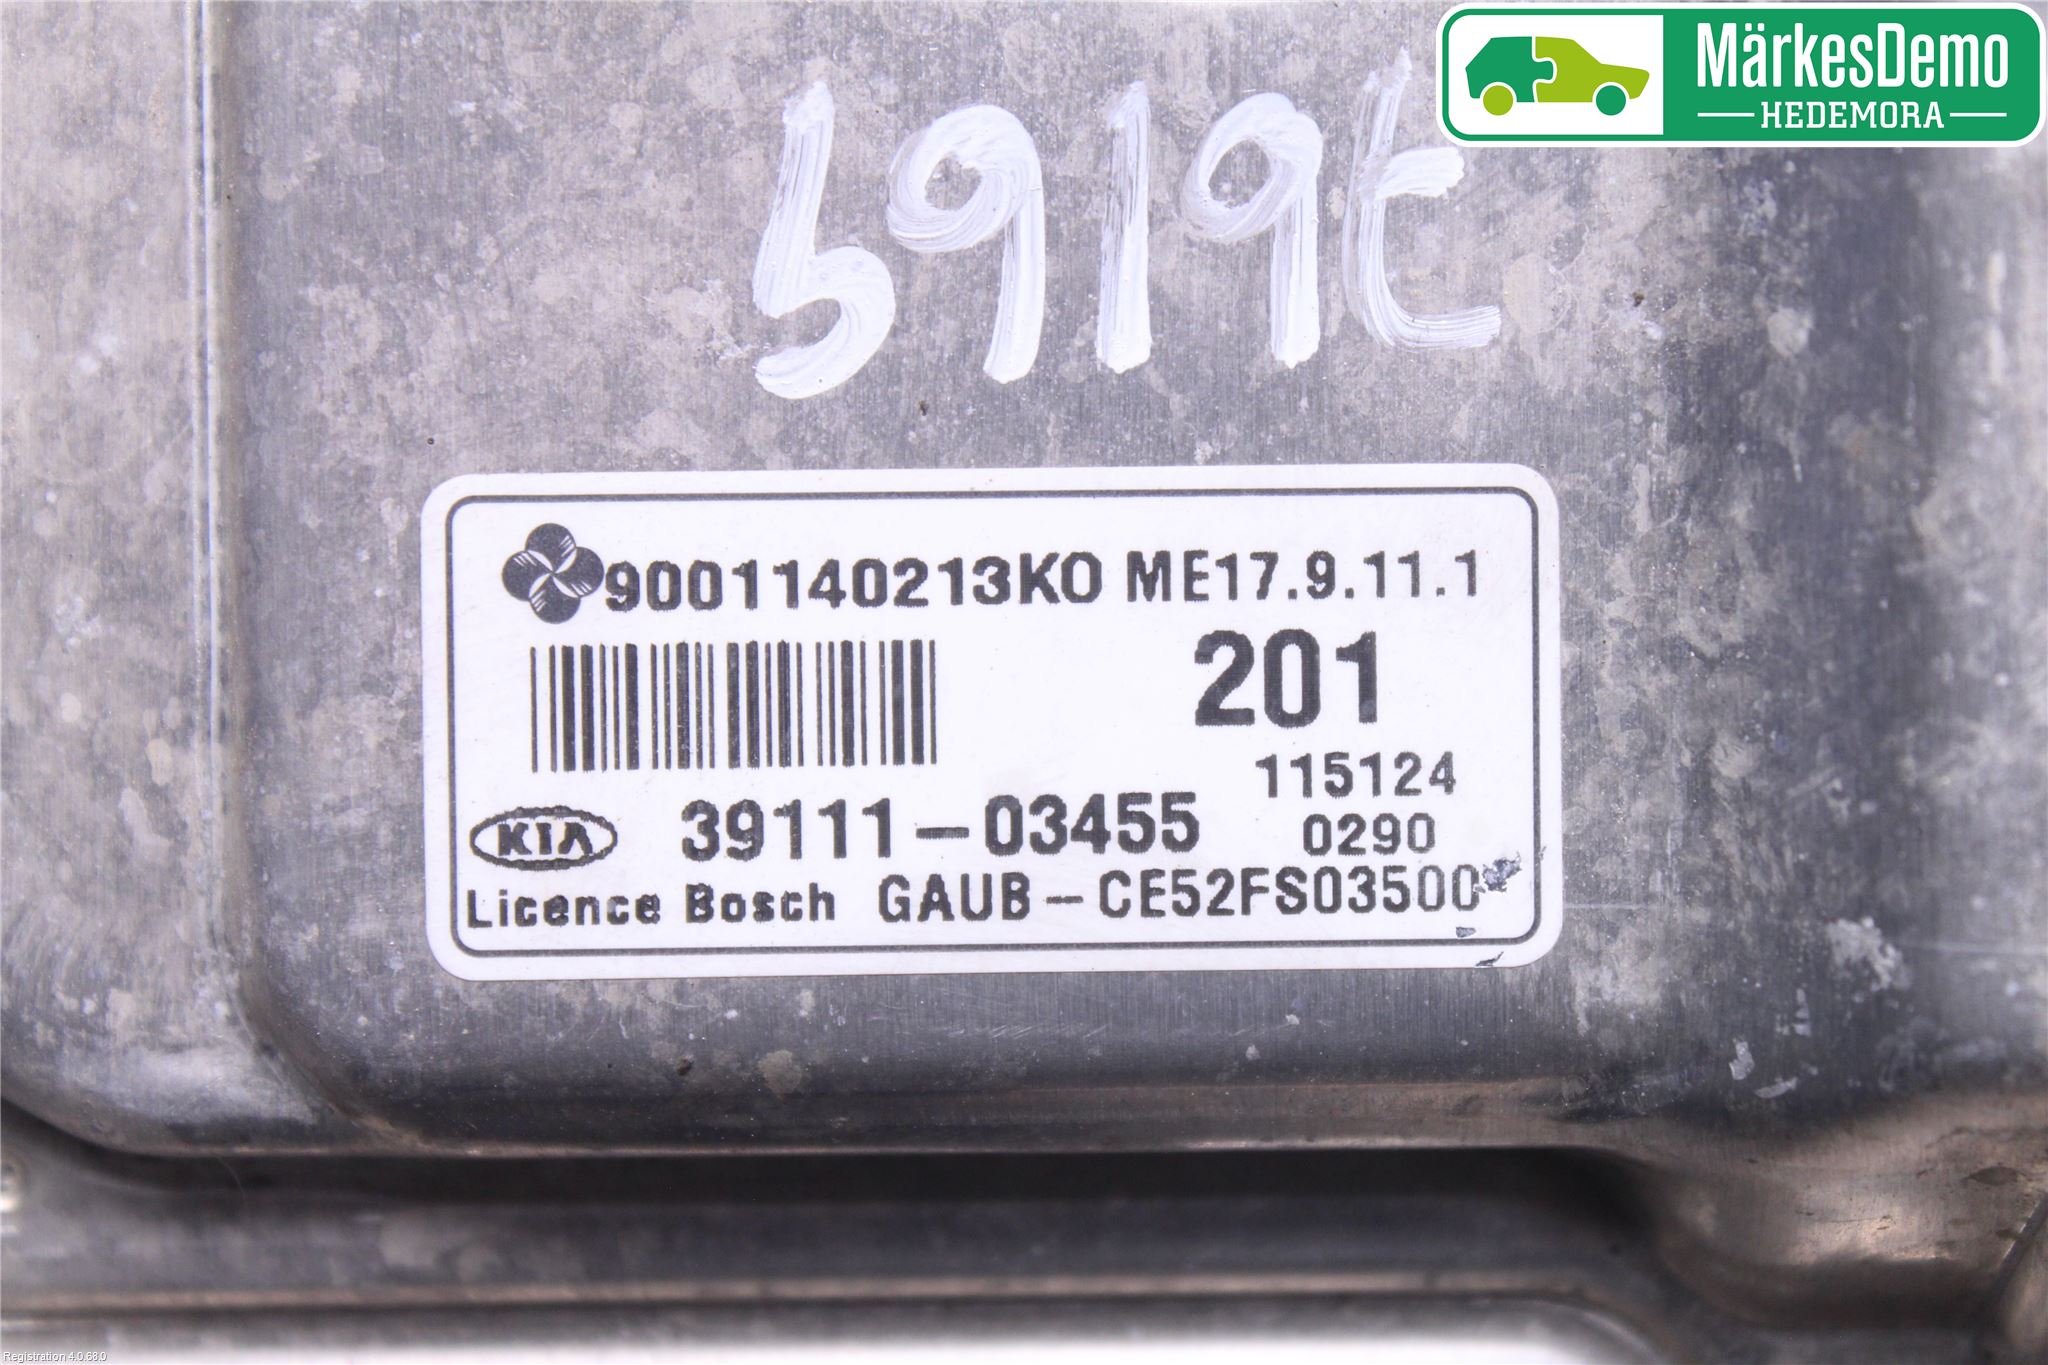 MärkesDemo
HEDEMORA
9001140213KO ME17.9.11.1
201
115124
KIA 39111-03455 0290
Licence Bosch GAUB-CE52FS03500
Registration 4.0.68.0